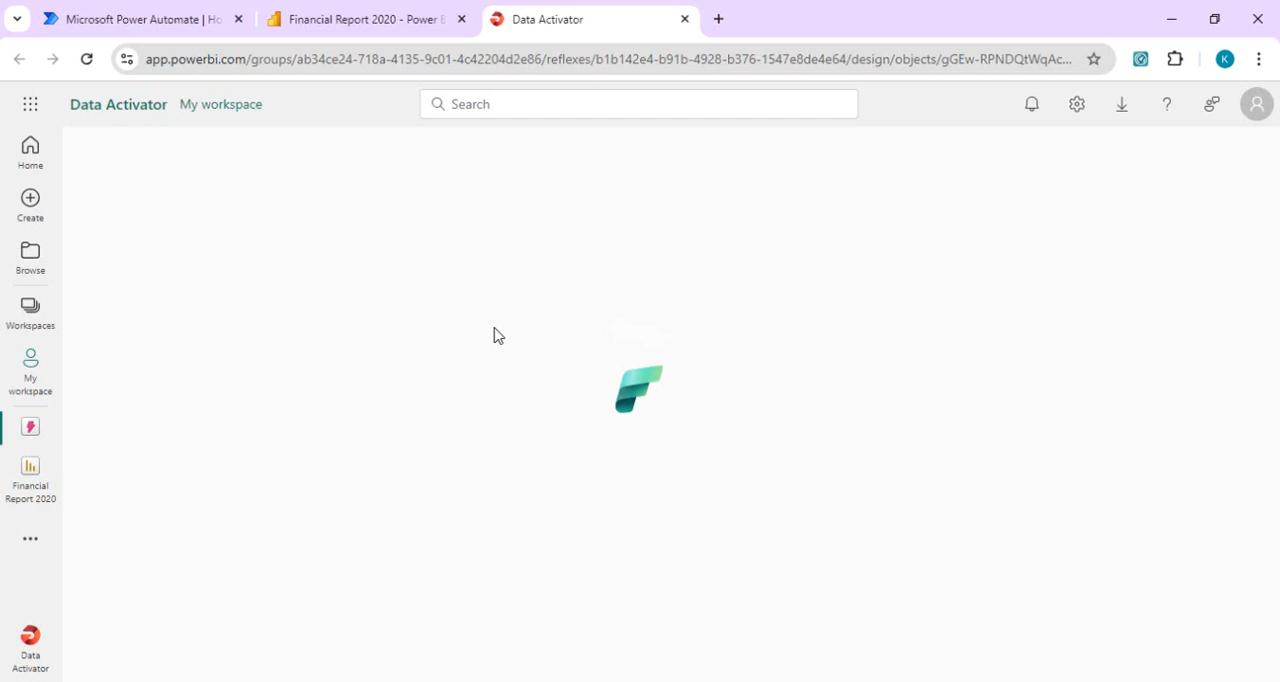 Microsoft Power Automate | Ho
Financial Report 2020 - Power B
Data Activator
app.powerbi.com/groups/ab34ce24-718a-4135-9c01-4c42204d2e86/reflexes/b1b142e4-b91b-4928-b376-1547e8de4e64/design/objects/gGEw-RPNDQtWqAc...
K
Data Activator
My workspace
Search
Home
Create
Browse
Workspaces
My
workspace
Financial
Report 2020
Data
Activator